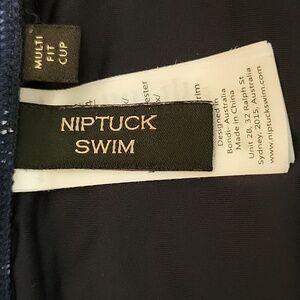 MULTI
FIT
CUP
NIPTUCK
SWIM
Designed in
Bondi- Australia
Made in China
Unit 2B, 32 Ralph St
Sydney, 2015, Australia
www.niptuckswim.com